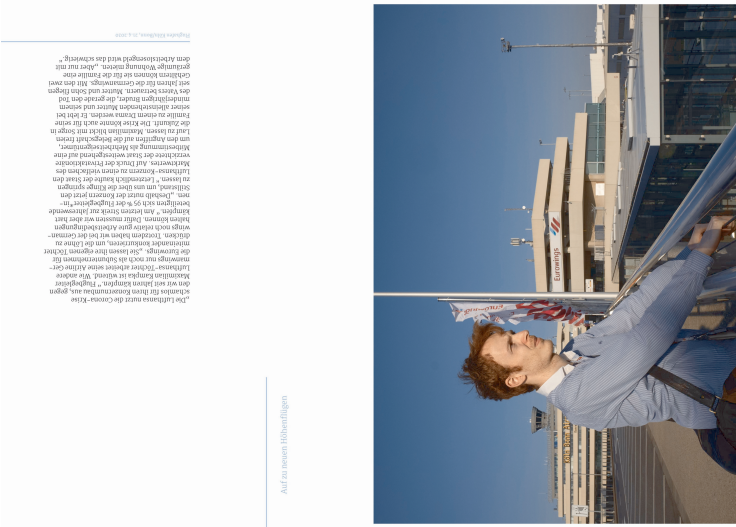 „Die Lufthansa nutzt die Corona-Krise
schamlos für ihren Konzernumbau aus, gegen
den wir seit Jahren kämpfen.“ Flugbegleiter
Maximilian Kampka ist wütend. Wie andere
Lufthansa-Töchter arbeitet seine Airline Ger-
manwings nur noch als Subunternehmen für
die Eurowings. „Sie lassen ihre eigenen Töchter
miteinander konkurrieren, um die Löhne zu
drücken. Trotzdem haben wir bei der German-
wings noch relativ gute Arbeitsbedingungen
halten können. Dafür mussten wir aber hart
kämpfen.“ Am letzten Streik zur Jahreswende
beteiligten sich 95 % der Flugbegleiter*in-
nen. „Deshalb nutzt der Konzern jetzt den
Stillstand, um uns über die Klinge springen
zu lassen.“ Letztendlich kaufte der Staat den
Lufthansa-Konzern zu einem vielfachen des
Marktwertes. Auf Druck der Privataktionäre
verzichtete der Staat weitestgehend auf eine
Mitbestimmung als Mehrheitseigentümer,
um den Angriffen auf die Belegschaft freien
Lauf zu lassen. Maximilian blickt mit Sorge in
die Zukunft. Die Krise könnte auch für seine
Familie zu einem Drama werden. Er lebt bei
seiner alleinstehenden Mutter und seinem
minderjährigen Bruder, die gerade den Tod
des Vaters betrauern. Mutter und Sohn fliegen
seit Jahren für die Germanwings. Mit den zwei
Gehältern können sie für die Familie eine
geräumige Wohnung mieten. „Aber nur mit
dem Arbeitslosengeld wird das schwierig.“
Flughafen Köln/Bonn,
Auf zu neuen Höhenflügen
Eurowings